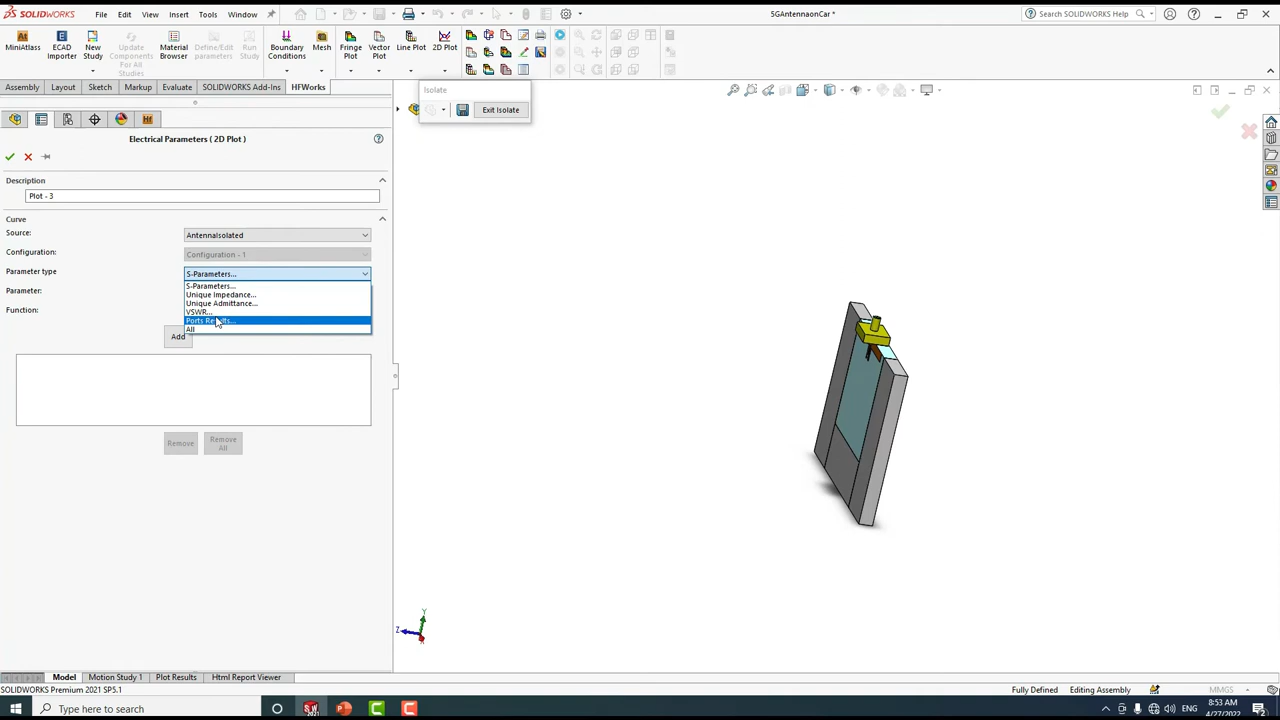 SOLIDWORKS File Edit View Insert Tools Window 5GAntennaonCar * Search SOLIDWORKS Help
MiniAtlas ECAD Importer New Study Update Components For All Studies Material Browser Define/Edit parameters Run Study Boundary Conditions Mesh Fringe Plot Vector Plot Line Plot 2D Plot
Assembly Layout Sketch Markup Evaluate SOLIDWORKS Add-Ins HFWorks
Isolate
Exit Isolate
Electrical Parameters ( 2D Plot )
Description
Plot - 3
Curve
Source: AntennaIsolated
Configuration: Configuration - 1
Parameter type S-Parameters...
S-Parameters...
Parameter:
Unique Impedance...
Unique Admittance...
Function:
VSWR...
All
Add
Remove Remove All
Y
Z
Model Motion Study 1 Plot Results Html Report Viewer
SOLIDWORKS Premium 2021 SP5.1 Fully Defined Editing Assembly MMGS
Type here to search ENG 8:53 AM
4/27/2022